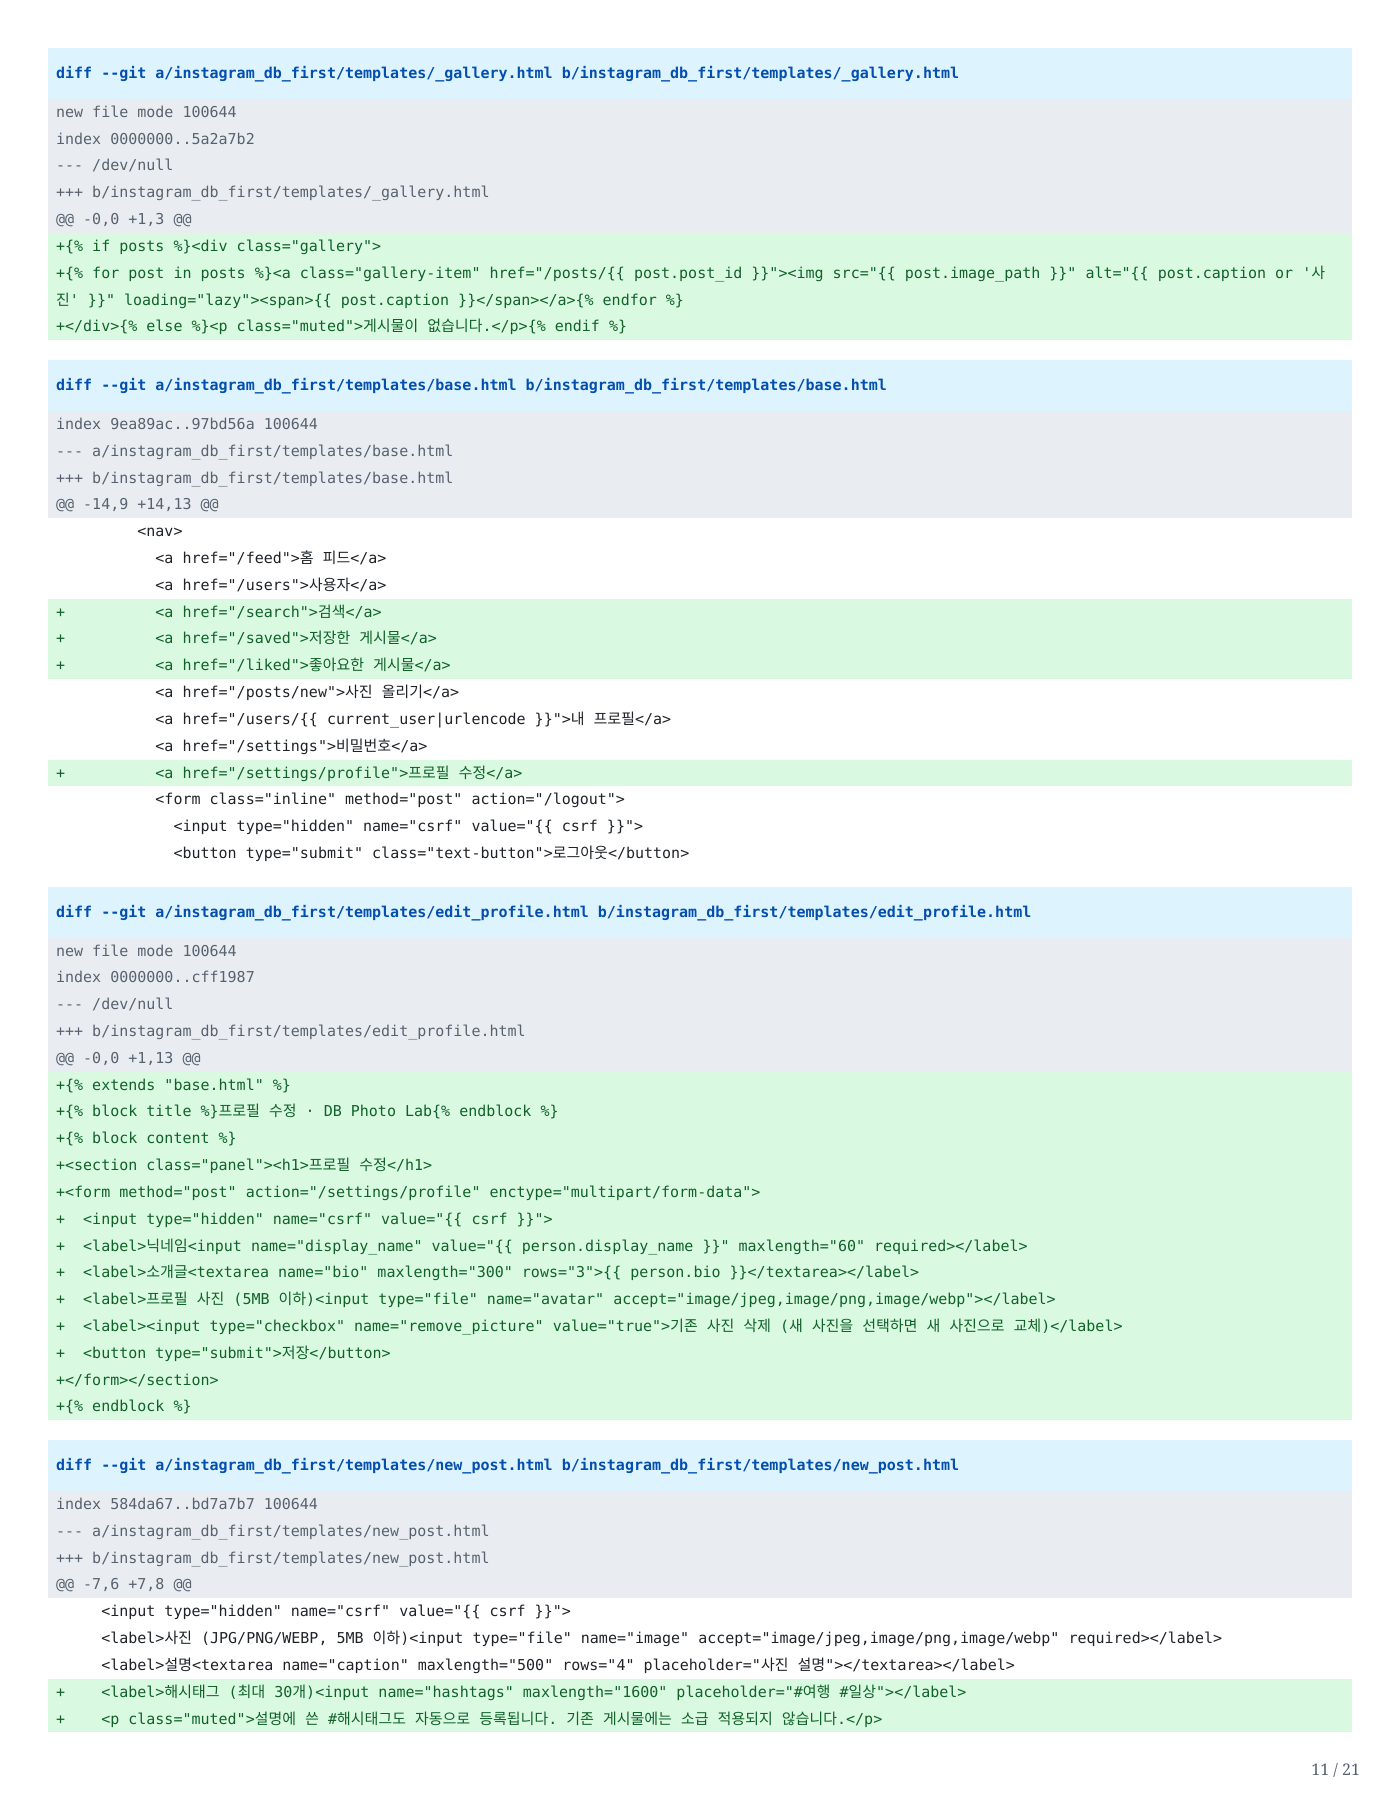 diff --git a/instagram_db_first/templates/_gallery.html b/instagram_db_first/templates/_gallery.html
new file mode 100644
index 0000000..5a2a7b2
--- /dev/null
+++ b/instagram_db_first/templates/_gallery.html
@@ -0,0 +1,3 @@
+{% if posts %}<div class="gallery">
+{% for post in posts %}<a class="gallery-item" href="/posts/{{ post.post_id }}"><img src="{{ post.image_path }}" alt="{{ post.caption or '사
진' }}" loading="lazy"><span>{{ post.caption }}</span></a>{% endfor %}
+</div>{% else %}<p class="muted">게시물이 없습니다.</p>{% endif %}
diff --git a/instagram_db_first/templates/base.html b/instagram_db_first/templates/base.html
index 9ea89ac..97bd56a 100644
--- a/instagram_db_first/templates/base.html
+++ b/instagram_db_first/templates/base.html
@@ -14,9 +14,13 @@
         <nav>
           <a href="/feed">홈 피드</a>
           <a href="/users">사용자</a>
+          <a href="/search">검색</a>
+          <a href="/saved">저장한 게시물</a>
+          <a href="/liked">좋아요한 게시물</a>
           <a href="/posts/new">사진 올리기</a>
           <a href="/users/{{ current_user|urlencode }}">내 프로필</a>
           <a href="/settings">비밀번호</a>
+          <a href="/settings/profile">프로필 수정</a>
           <form class="inline" method="post" action="/logout">
             <input type="hidden" name="csrf" value="{{ csrf }}">
             <button type="submit" class="text-button">로그아웃</button>
diff --git a/instagram_db_first/templates/edit_profile.html b/instagram_db_first/templates/edit_profile.html
new file mode 100644
index 0000000..cff1987
--- /dev/null
+++ b/instagram_db_first/templates/edit_profile.html
@@ -0,0 +1,13 @@
+{% extends "base.html" %}
+{% block title %}프로필 수정 · DB Photo Lab{% endblock %}
+{% block content %}
+<section class="panel"><h1>프로필 수정</h1>
+<form method="post" action="/settings/profile" enctype="multipart/form-data">
+  <input type="hidden" name="csrf" value="{{ csrf }}">
+  <label>닉네임<input name="display_name" value="{{ person.display_name }}" maxlength="60" required></label>
+  <label>소개글<textarea name="bio" maxlength="300" rows="3">{{ person.bio }}</textarea></label>
+  <label>프로필 사진 (5MB 이하)<input type="file" name="avatar" accept="image/jpeg,image/png,image/webp"></label>
+  <label><input type="checkbox" name="remove_picture" value="true">기존 사진 삭제 (새 사진을 선택하면 새 사진으로 교체)</label>
+  <button type="submit">저장</button>
+</form></section>
+{% endblock %}
diff --git a/instagram_db_first/templates/new_post.html b/instagram_db_first/templates/new_post.html
index 584da67..bd7a7b7 100644
--- a/instagram_db_first/templates/new_post.html
+++ b/instagram_db_first/templates/new_post.html
@@ -7,6 +7,8 @@
     <input type="hidden" name="csrf" value="{{ csrf }}">
     <label>사진 (JPG/PNG/WEBP, 5MB 이하)<input type="file" name="image" accept="image/jpeg,image/png,image/webp" required></label>
     <label>설명<textarea name="caption" maxlength="500" rows="4" placeholder="사진 설명"></textarea></label>
+    <label>해시태그 (최대 30개)<input name="hashtags" maxlength="1600" placeholder="#여행 #일상"></label>
+    <p class="muted">설명에 쓴 #해시태그도 자동으로 등록됩니다. 기존 게시물에는 소급 적용되지 않습니다.</p>
11 / 21